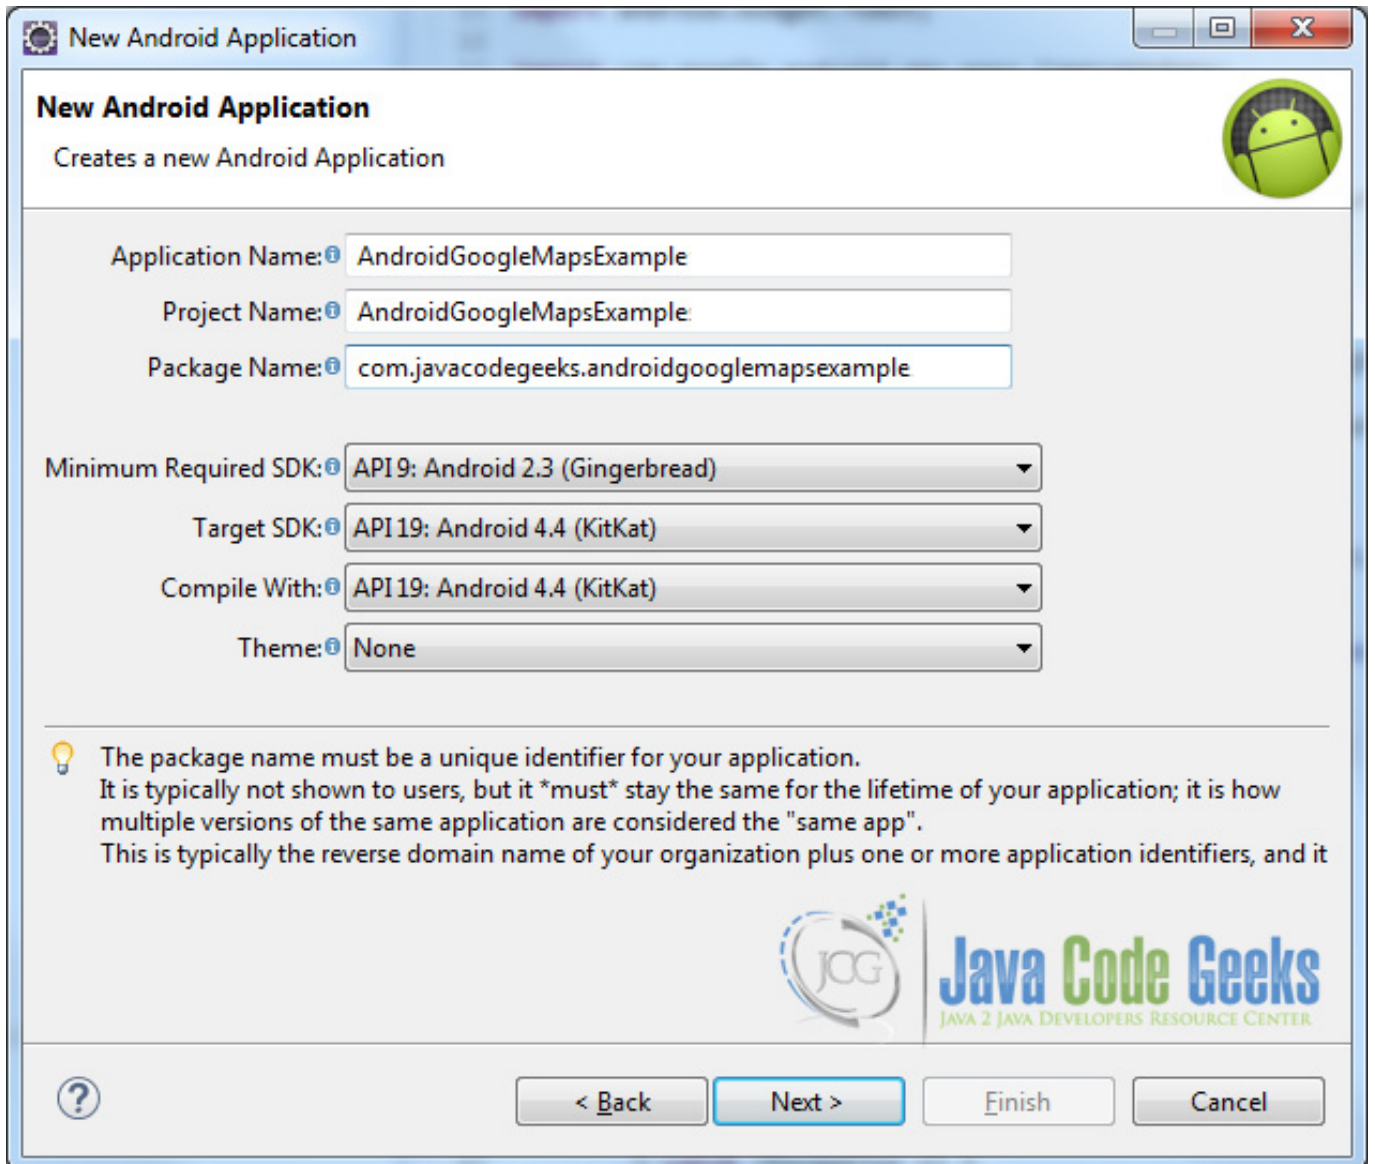 New Android Application
New Android Application
Creates a new Android Application
Application Name: AndroidGoogleMapsExample
Project Name: AndroidGoogleMapsExample
Package Name: com.javacodegeeks.androidgooglemapsexample
Minimum Required SDK: API 9: Android 2.3 (Gingerbread)
Target SDK: API 19: Android 4.4 (KitKat)
Compile With: API 19: Android 4.4 (KitKat)
Theme: None
The package name must be a unique identifier for your application.
It is typically not shown to users, but it *must* stay the same for the lifetime of your application; it is how
multiple versions of the same application are considered the "same app".
This is typically the reverse domain name of your organization plus one or more application identifiers, and it
JCG
Java Code Geeks
JAVA 2 JAVA DEVELOPERS RESOURCE CENTER
? < Back Next > Finish Cancel